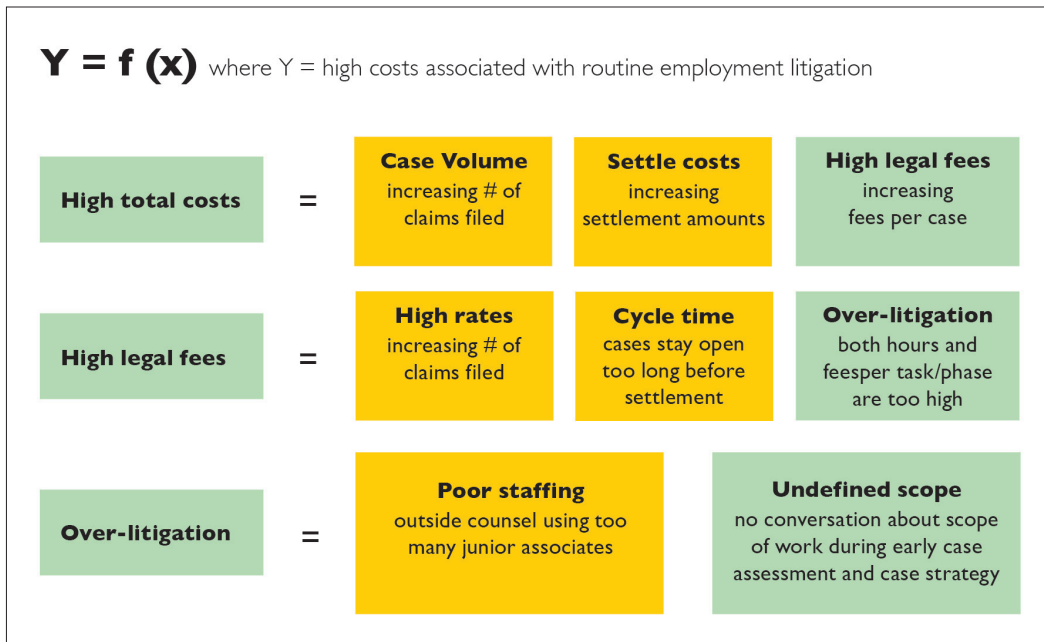 Y = f (x) where Y = high costs associated with routine employment litigation
High total costs
=
Case Volume
increasing # of
claims filed
Settle costs
increasing
settlement amounts
High legal fees
increasing
fees per case
High legal fees
=
High rates
increasing # of
claims filed
Cycle time
cases stay open
too long before
settlement
Over-litigation
both hours and
feesper task/phase
are too high
Over-litigation
=
Poor staffing
outside counsel using too
many junior associates
Undefined scope
no conversation about scope
of work during early case
assessment and case strategy